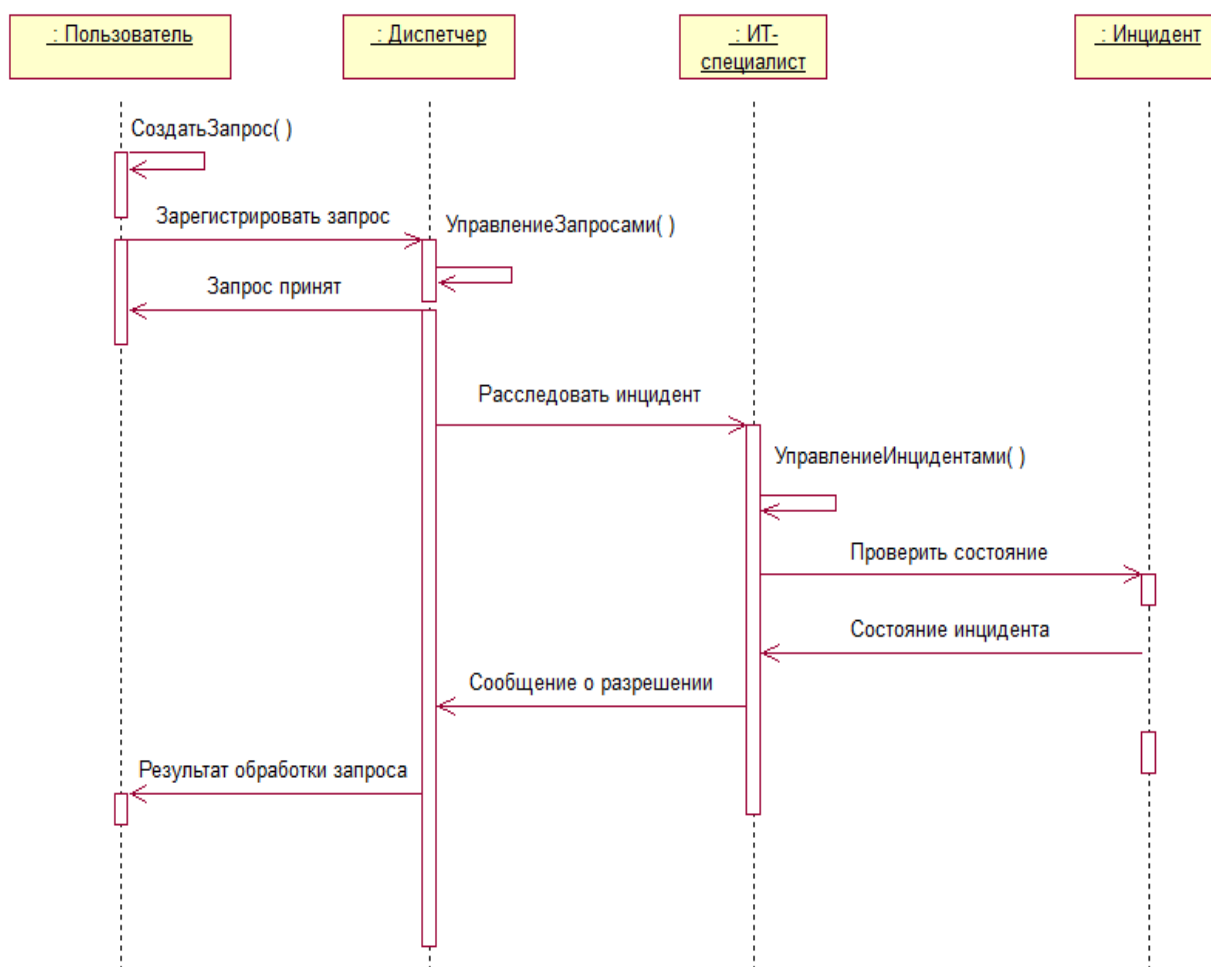 : Пользователь
: Диспетчер
: ИТ-
специалист
: Инцидент
СоздатьЗапрос( )
Зарегистрировать запрос
УправлениеЗапросами( )
Запрос принят
Расследовать инцидент
УправлениеИнцидентами( )
Проверить состояние
Состояние инцидента
Сообщение о разрешении
Результат обработки запроса